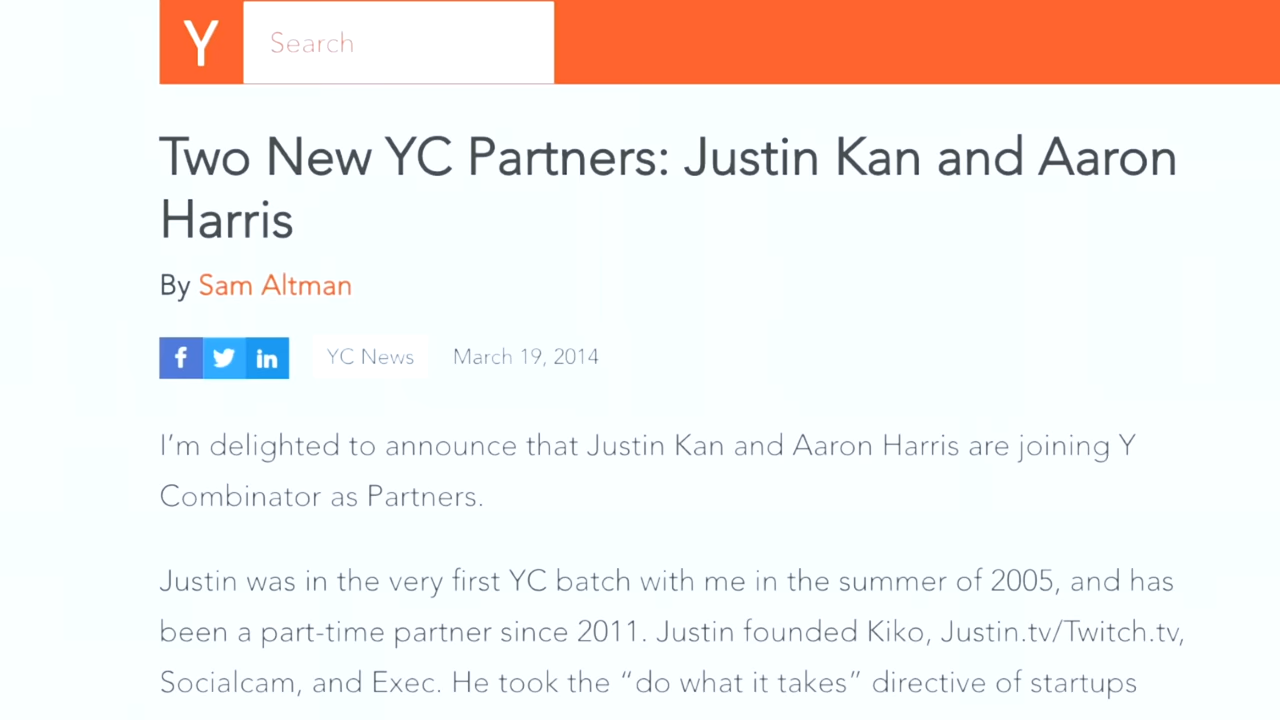 Y Search
Two New YC Partners: Justin Kan and Aaron
Harris
By Sam Altman
f in YC News March 19, 2014
I’m delighted to announce that Justin Kan and Aaron Harris are joining Y
Combinator as Partners.
Justin was in the very first YC batch with me in the summer of 2005, and has
been a part-time partner since 2011. Justin founded Kiko, Justin.tv/Twitch.tv,
Socialcam, and Exec. He took the “do what it takes” directive of startups